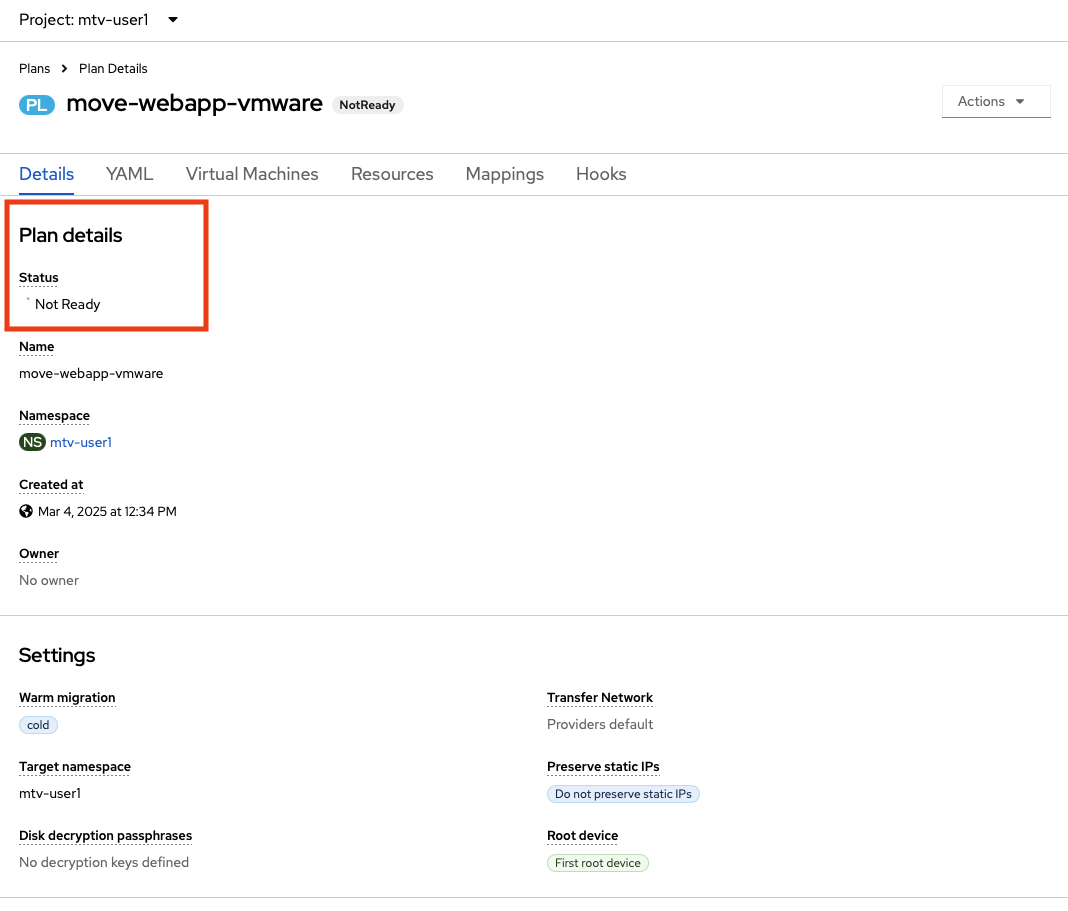 Project: mtv-user1
Plans > Plan Details
PL move-webapp-vmware NotReady
Actions
Details YAML Virtual Machines Resources Mappings Hooks
Plan details
Status
Not Ready
Name
move-webapp-vmware
Namespace
NS mtv-user1
Created at
Mar 4, 2025 at 12:34 PM
Owner
No owner
Settings
Warm migration
cold
Transfer Network
Providers default
Target namespace
mtv-user1
Preserve static IPs
Do not preserve static IPs
Disk decryption passphrases
No decryption keys defined
Root device
First root device